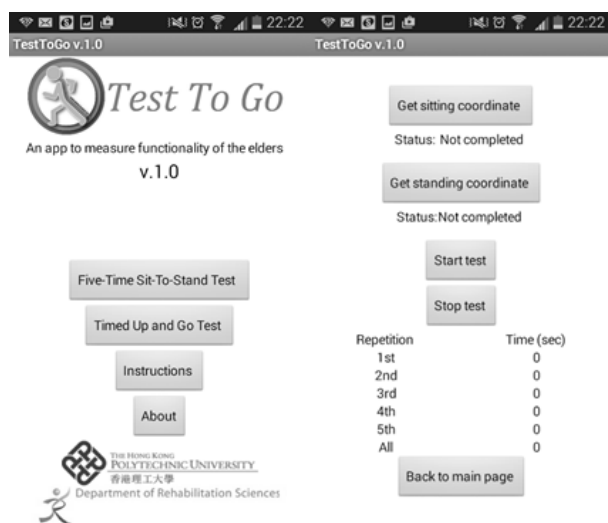 22:22
TestToGo v.1.0
Test To Go
An app to measure functionality of the elders
v.1.0
Five-Time Sit-To-Stand Test
Timed Up and Go Test
Instructions
About
THE HONG KONG
POLYTECHNIC UNIVERSITY
香港理工大學
Department of Rehabilitation Sciences
22:22
TestToGo v.1.0
Get sitting coordinate
Status: Not completed
Get standing coordinate
Status:Not completed
Start test
Stop test
Repetition Time (sec)
1st 0
2nd 0
3rd 0
4th 0
5th 0
All 0
Back to main page